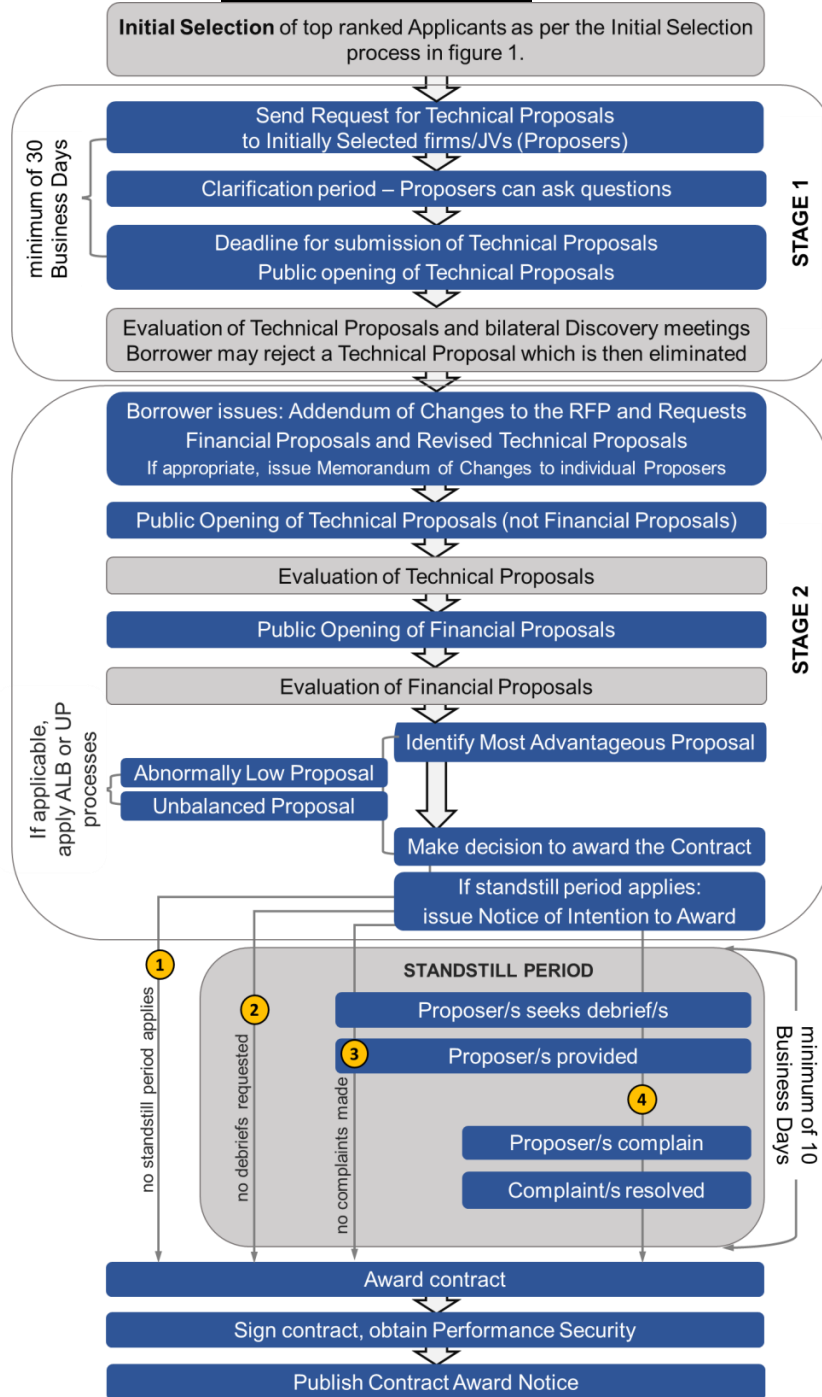 Initial Selection of top ranked Applicants as per the Initial Selection
process in figure 1.
minimum of 30
Business Days
STAGE 1
Send Request for Technical Proposals
to Initially Selected firms/JVs (Proposers)
Clarification period – Proposers can ask questions
Deadline for submission of Technical Proposals
Public opening of Technical Proposals
Evaluation of Technical Proposals and bilateral Discovery meetings
Borrower may reject a Technical Proposal which is then eliminated
STAGE 2
Borrower issues: Addendum of Changes to the RFP and Requests
Financial Proposals and Revised Technical Proposals
If appropriate, issue Memorandum of Changes to individual Proposers
Public Opening of Technical Proposals (not Financial Proposals)
Evaluation of Technical Proposals
Public Opening of Financial Proposals
Evaluation of Financial Proposals
If applicable,
apply ALB or UP
processes
Identify Most Advantageous Proposal
Abnormally Low Proposal
Unbalanced Proposal
Make decision to award the Contract
If standstill period applies:
issue Notice of Intention to Award
1
no standstill period applies
2
no debriefs requested
3
no complaints made
4
STANDSTILL PERIOD
Proposer/s seeks debrief/s
Proposer/s provided
Proposer/s complain
Complaint/s resolved
minimum of 10
Business Days
Award contract
Sign contract, obtain Performance Security
Publish Contract Award Notice